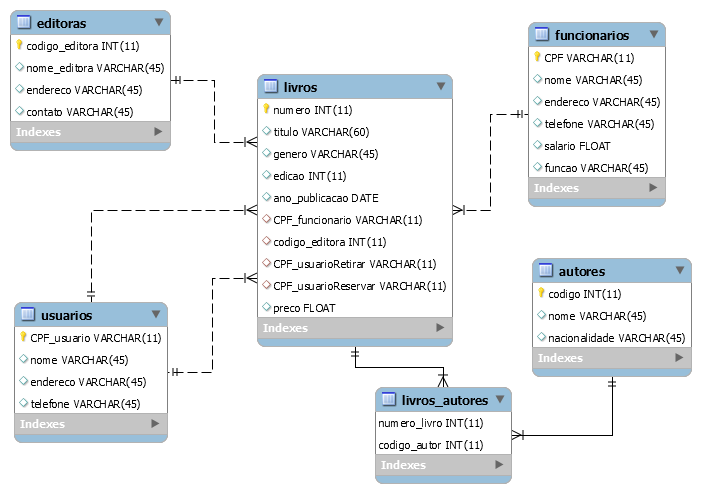 editoras
codigo_editora INT(11)
nome_editora VARCHAR(45)
endereco VARCHAR(45)
contato VARCHAR(45)
Indexes
livros
numero INT(11)
titulo VARCHAR(60)
genero VARCHAR(45)
edicao INT(11)
ano_publicacao DATE
CPF_funcionario VARCHAR(11)
codigo_editora INT(11)
CPF_usuarioRetirar VARCHAR(11)
CPF_usuarioReservar VARCHAR(11)
preco FLOAT
Indexes
funcionarios
CPF VARCHAR(11)
nome VARCHAR(45)
endereco VARCHAR(45)
telefone VARCHAR(45)
salario FLOAT
funcao VARCHAR(45)
Indexes
usuarios
CPF_usuario VARCHAR(11)
nome VARCHAR(45)
endereco VARCHAR(45)
telefone VARCHAR(45)
Indexes
autores
codigo INT(11)
nome VARCHAR(45)
nacionalidade VARCHAR(45)
Indexes
livros_autores
numero_livro INT(11)
codigo_autor INT(11)
Indexes